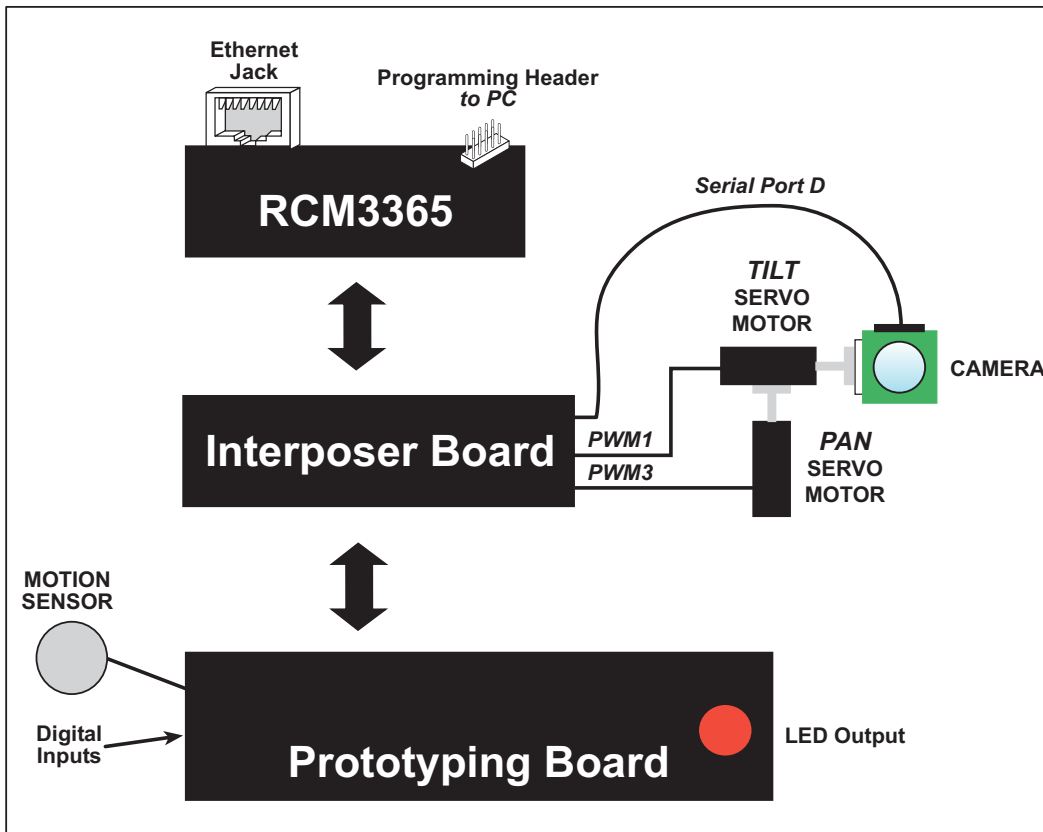 Ethernet
Jack
Programming Header
to PC
RCM3365
Serial Port D
TILT
SERVO
MOTOR
CAMERA
Interposer Board
PWM1
PWM3
PAN
SERVO
MOTOR
MOTION
SENSOR
Digital
Inputs
Prototyping Board
LED Output